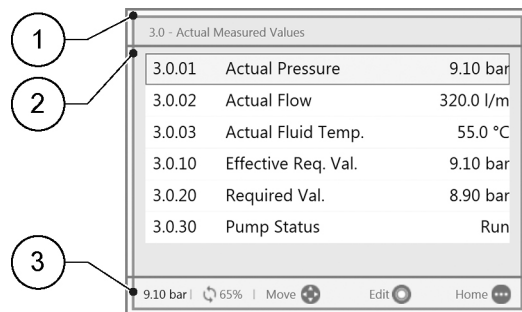 1
3.0 - Actual Measured Values
2
3.0.01 Actual Pressure 9.10 bar
3.0.02 Actual Flow 320.0 l/m
3.0.03 Actual Fluid Temp. 55.0 °C
3.0.10 Effective Req. Val. 9.10 bar
3.0.20 Required Val. 8.90 bar
3.0.30 Pump Status Run
3
9.10 bar | 65% | Move Edit Home